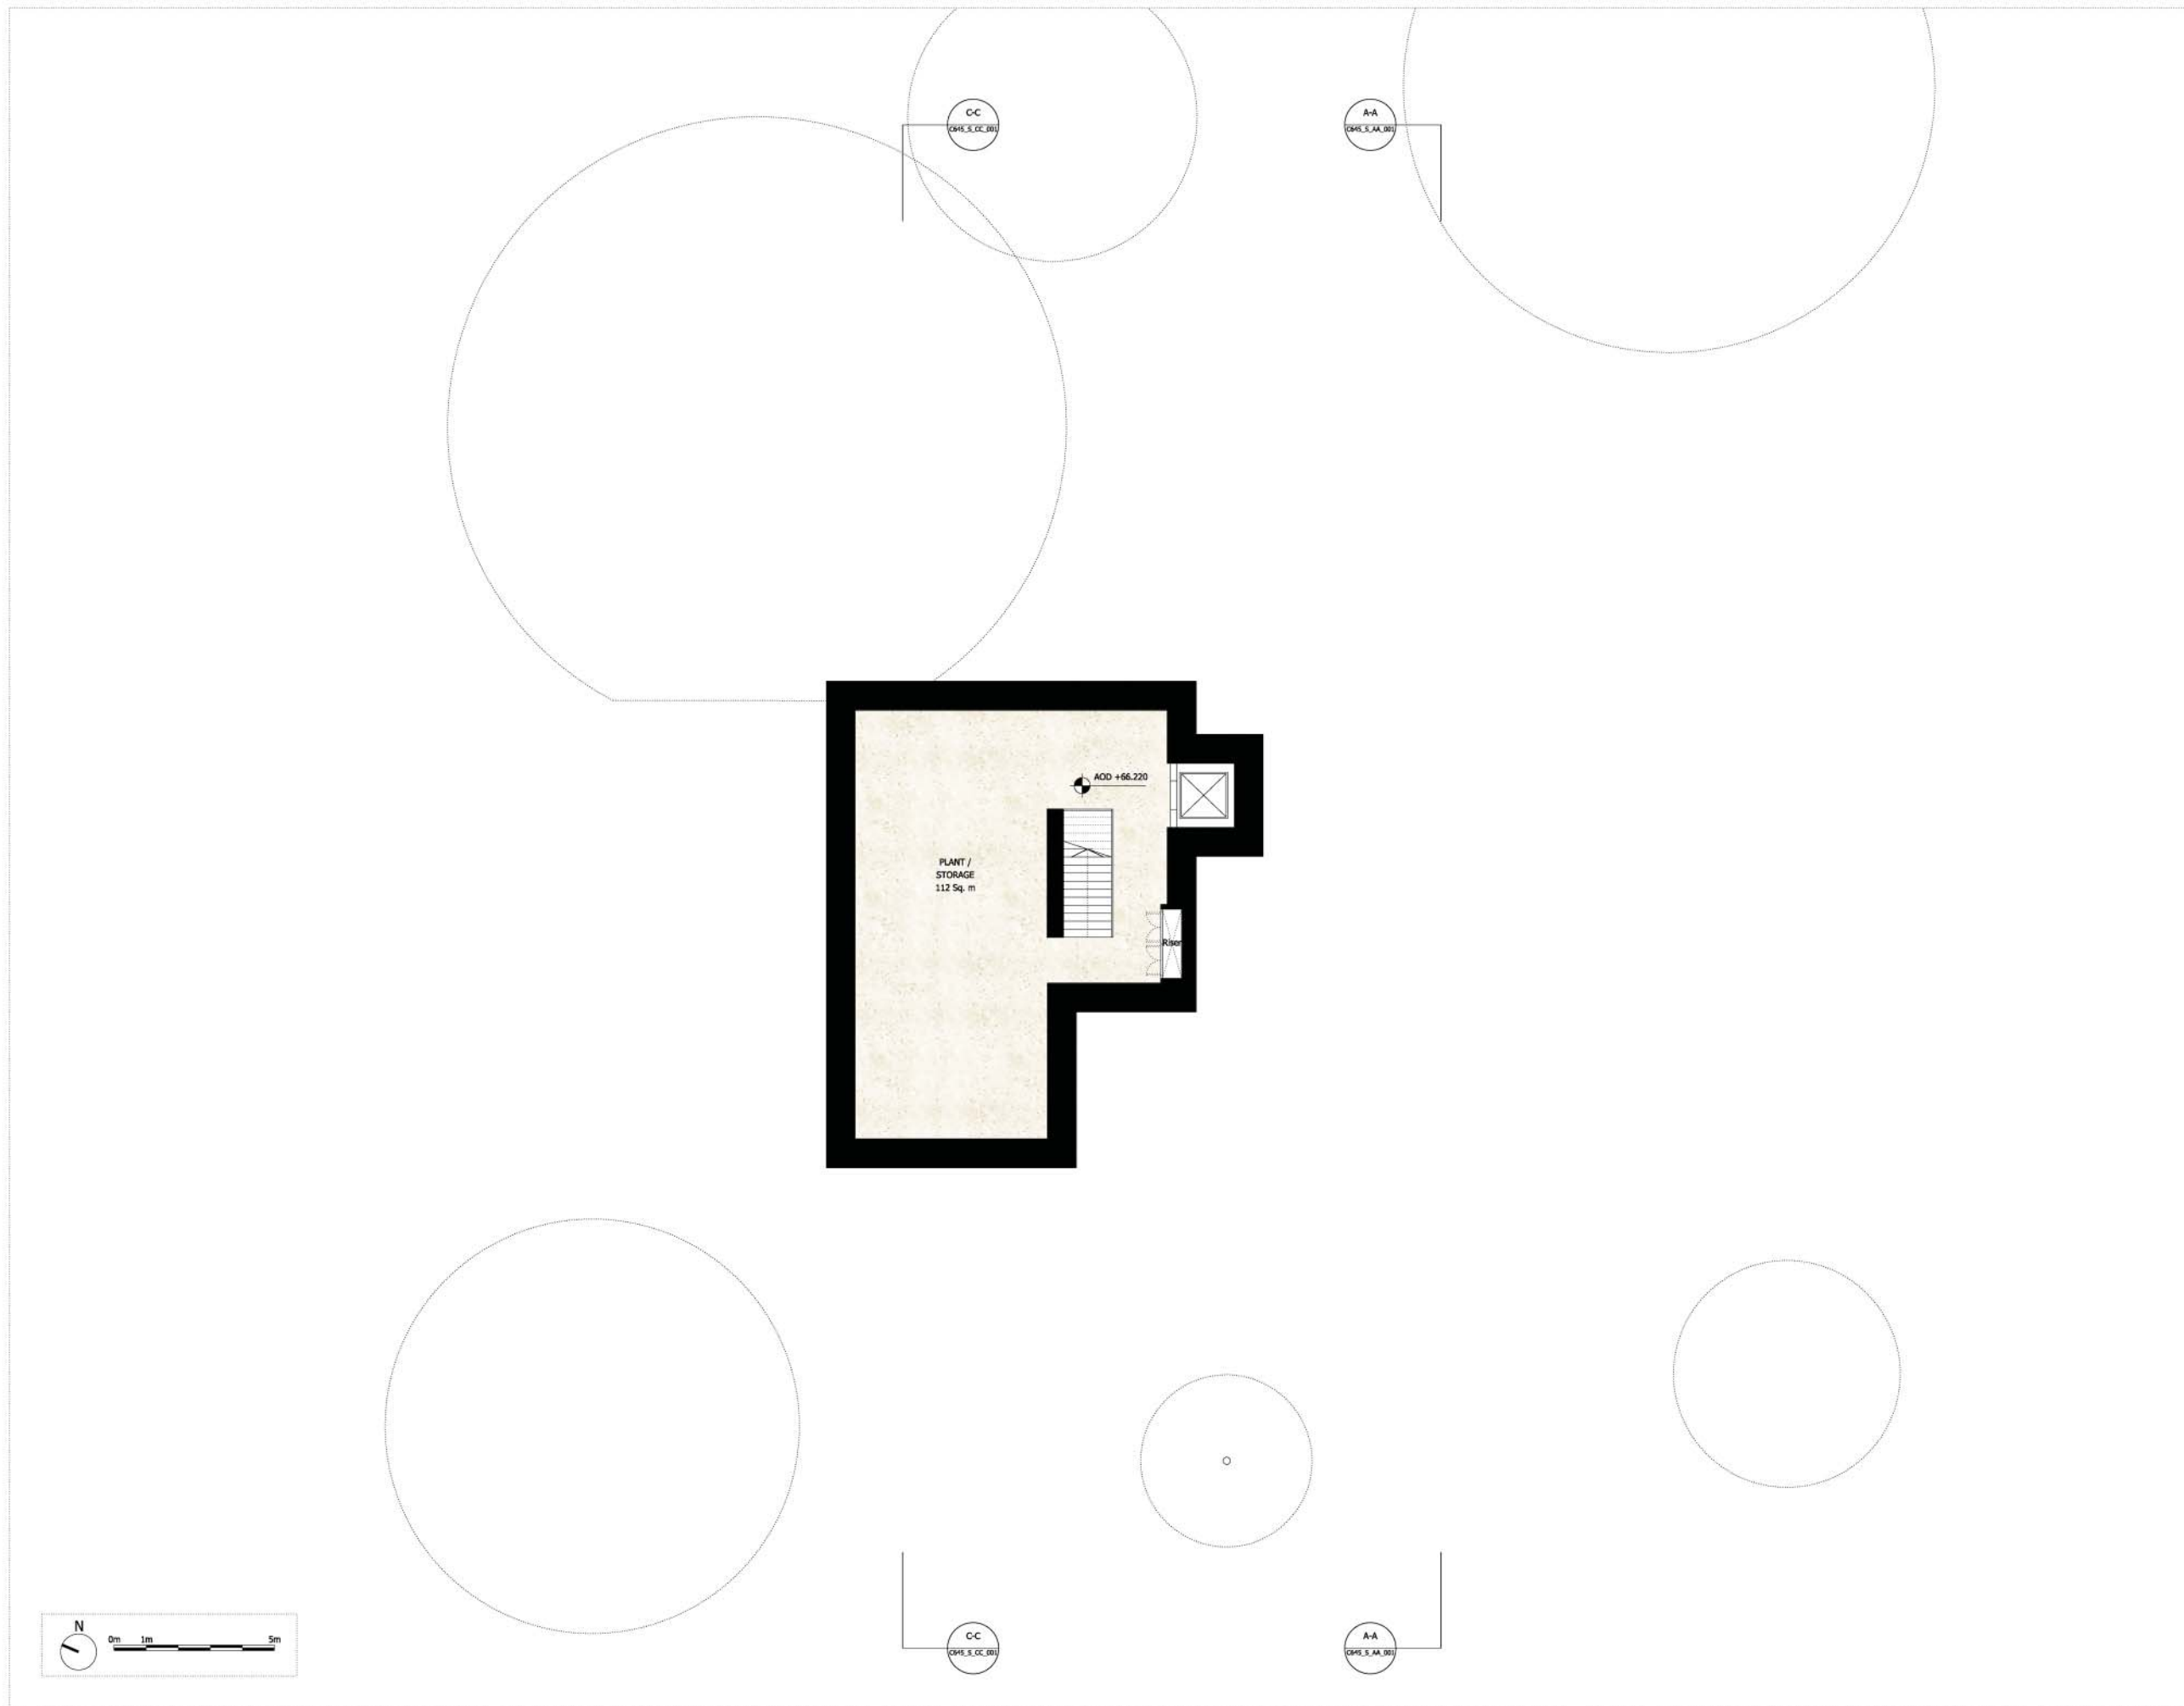 C-C
C645_S_CC_001
A-A
C645_S_AA_001
AOD +66.220
PLANT /
STORAGE
112 Sq. m
Riser
N
0m 1m 5m
C-C
C645_S_CC_001
A-A
C645_S_AA_001